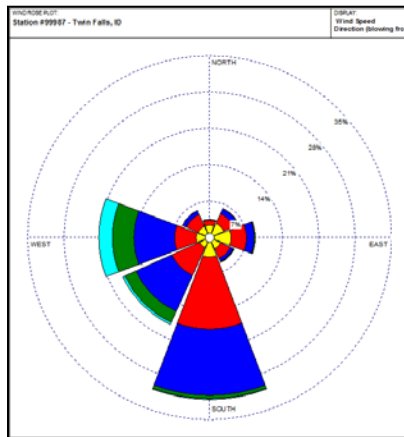 WIND ROSE PLOT:
Station #99987 - Twin Falls, ID
DISPLAY:
Wind Speed
Direction (blowing fro
NORTH
35%
28%
21%
14%
7%
WEST
EAST
SOUTH